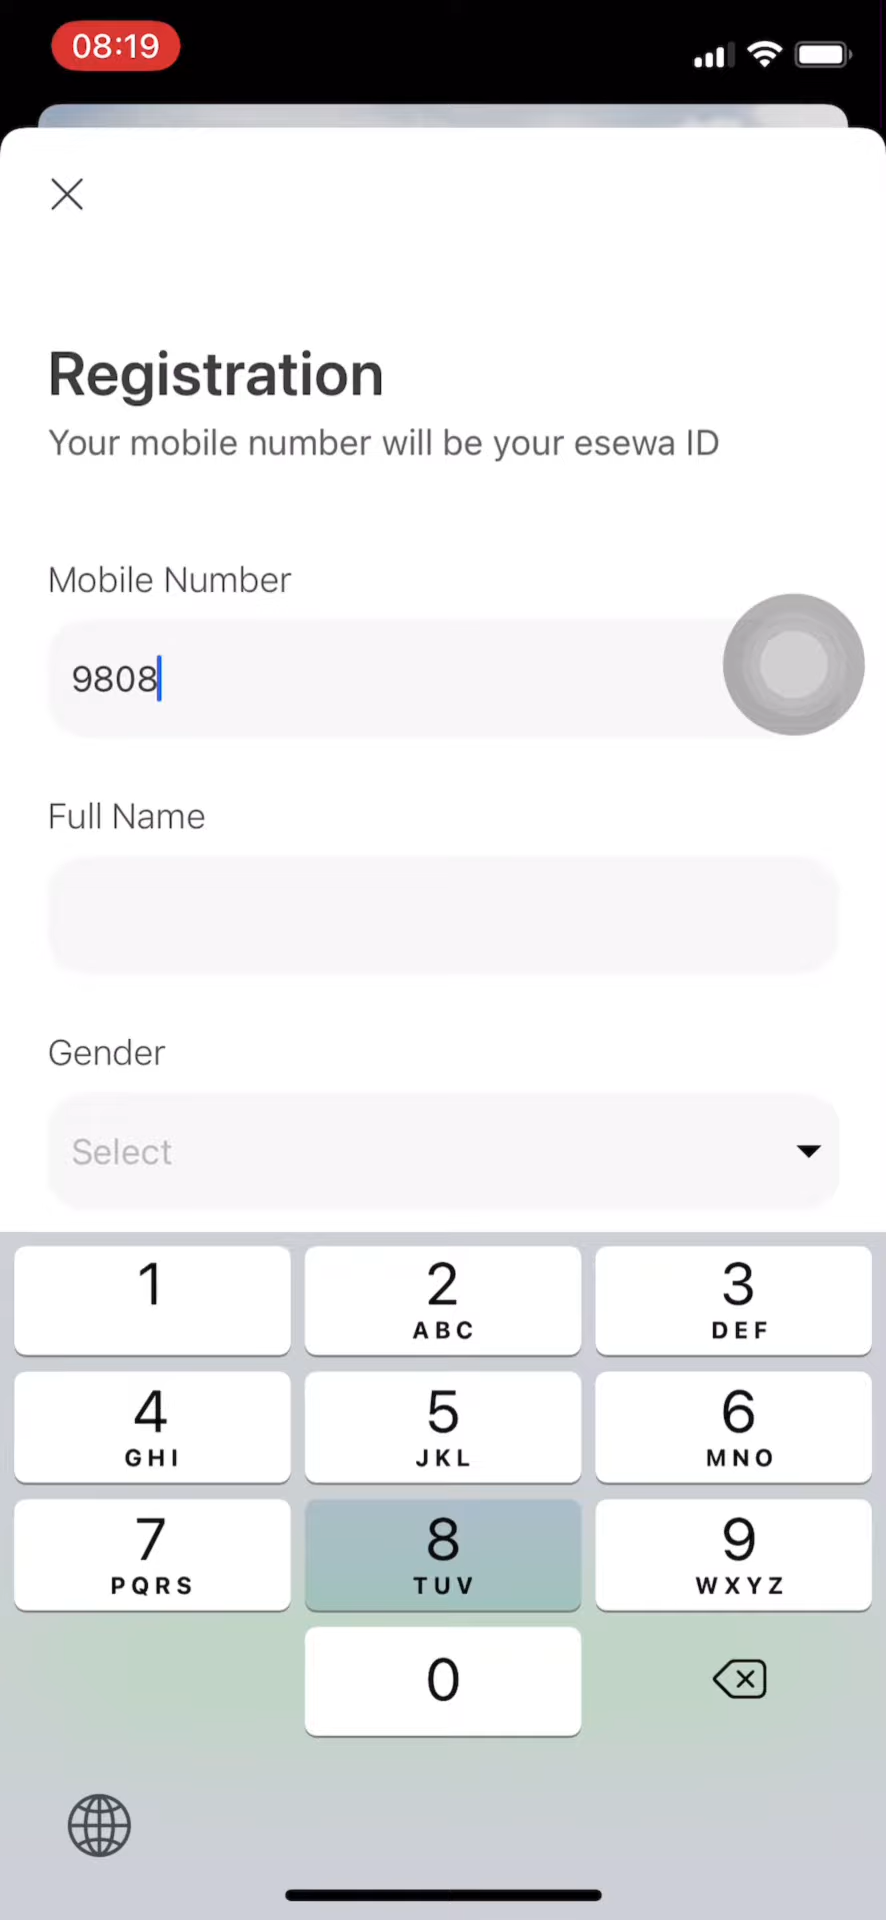 08:19
Registration
Your mobile number will be your esewa ID
Mobile Number
9808
Full Name
Gender
Select
1
2
ABC
3
DEF
4
GHI
5
JKL
6
MNO
7
PQRS
8
TUV
9
WXYZ
0